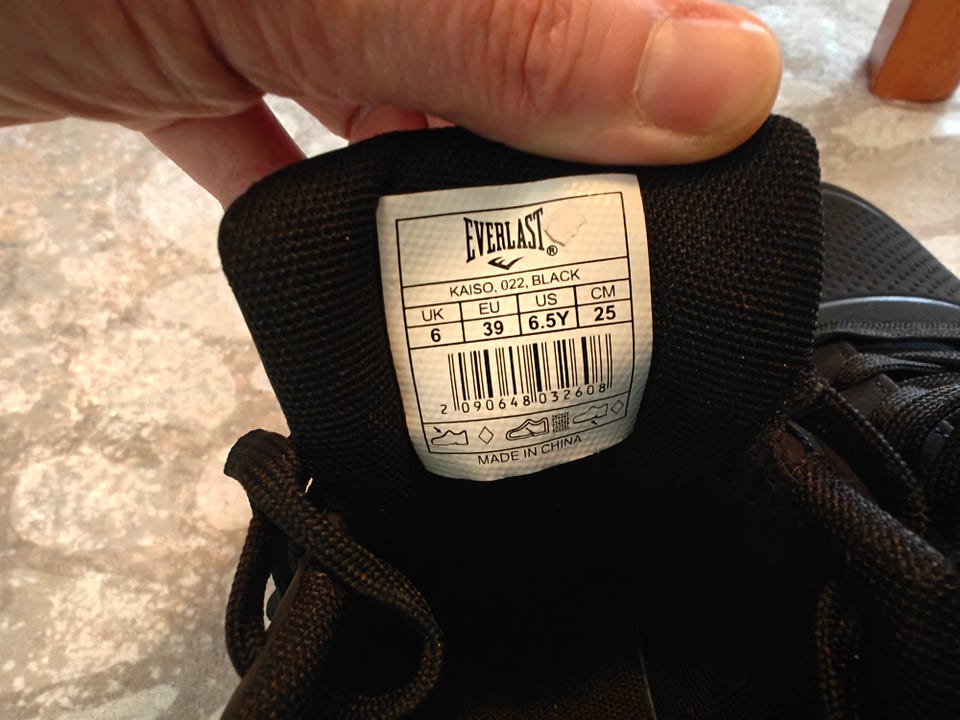 EVERLAST®
KAISO, 022, BLACK
UK EU US CM
6 39 6.5Y 25
2 090648 032608
MADE IN CHINA